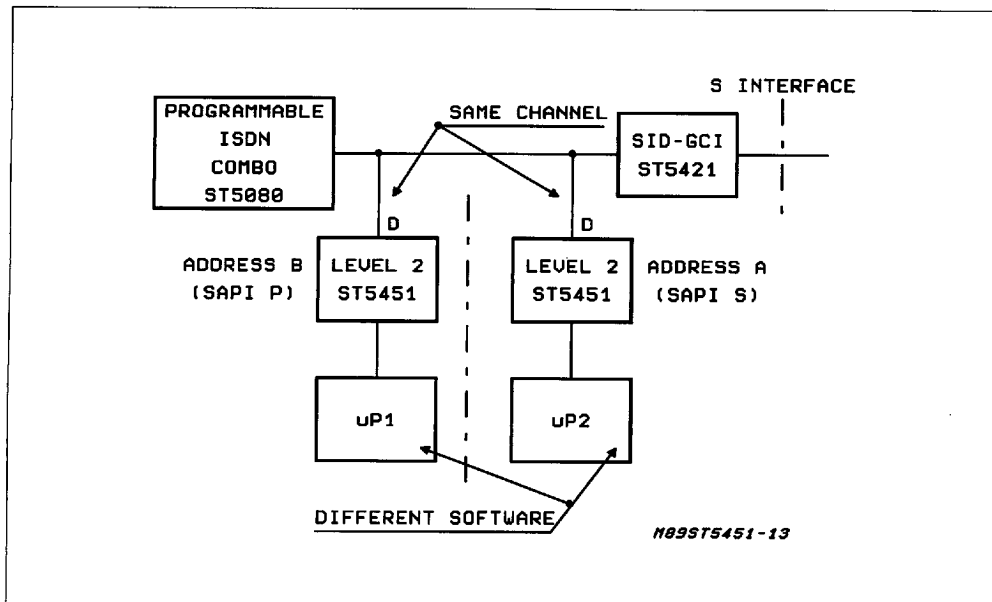 S INTERFACE
PROGRAMMABLE
ISDN
COMBO
ST5080
SAME CHANNEL
SID-GCI
ST5421
D
D
ADDRESS B
(SAPI P)
LEVEL 2
ST5451
LEVEL 2
ST5451
ADDRESS A
(SAPI S)
uP1
uP2
DIFFERENT SOFTWARE
M89ST5451-13